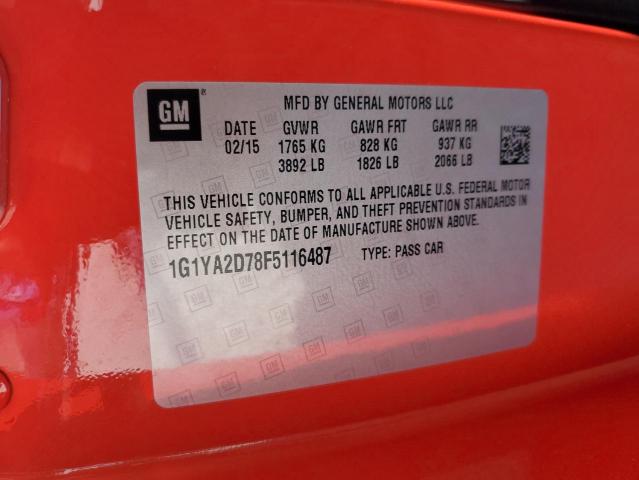 GM ®
MFD BY GENERAL MOTORS LLC
DATE GVWR GAWR FRT GAWR RR
02/15 1765 KG 828 KG 937 KG
3892 LB 1826 LB 2066 LB
THIS VEHICLE CONFORMS TO ALL APPLICABLE U.S. FEDERAL MOTOR
VEHICLE SAFETY, BUMPER, AND THEFT PREVENTION STANDARDS IN
EFFECT ON THE DATE OF MANUFACTURE SHOWN ABOVE.
1G1YA2D78F5116487 TYPE: PASS CAR